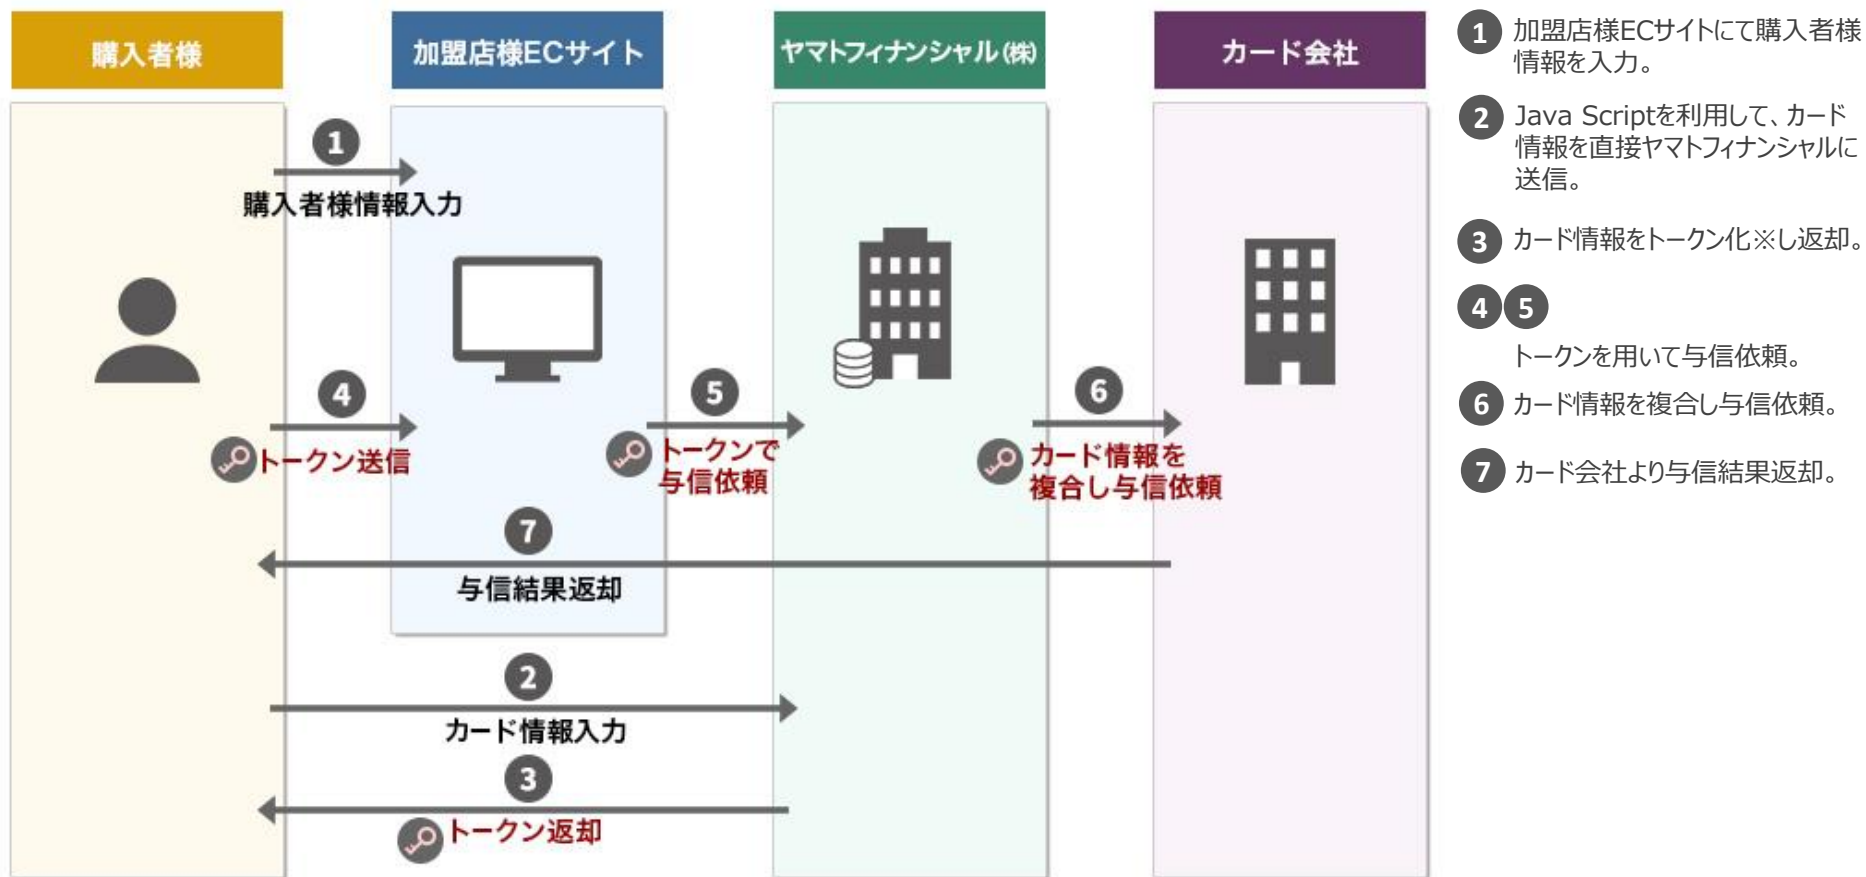 購入者様
加盟店様ECサイト
ヤマトフィナンシャル(株)
カード会社
1
購入者様情報入力
4
トークン送信
5
トークンで
与信依頼
6
カード情報を
複合し与信依頼
7
与信結果返却
2
カード情報入力
3
トークン返却
1 加盟店様ECサイトにて購入者様
情報を入力。
2 Java Scriptを利用して、カード
情報を直接ヤマトフィナンシャルに
送信。
3 カード情報をトークン化※し返却。
4 5
トークンを用いて与信依頼。
6 カード情報を複合し与信依頼。
7 カード会社より与信結果返却。